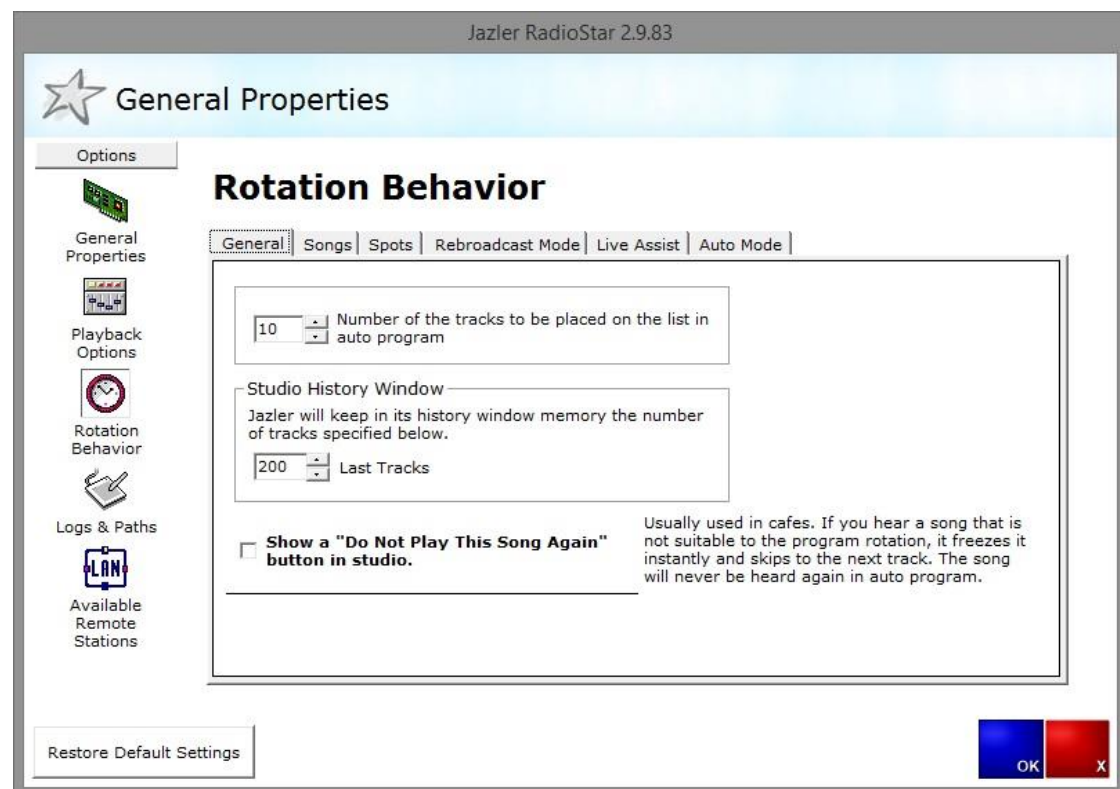 Jazler RadioStar 2.9.83
General Properties
Options
General
Properties
Playback
Options
Rotation
Behavior
Logs & Paths
LAN
Available
Remote
Stations
Rotation Behavior
General Songs Spots Rebroadcast Mode Live Assist Auto Mode
10 Number of the tracks to be placed on the list in
auto program
Studio History Window
Jazler will keep in its history window memory the number
of tracks specified below.
200 Last Tracks
Show a "Do Not Play This Song Again"
button in studio.
Usually used in cafes. If you hear a song that is
not suitable to the program rotation, it freezes it
instantly and skips to the next track. The song
will never be heard again in auto program.
Restore Default Settings
OK
X